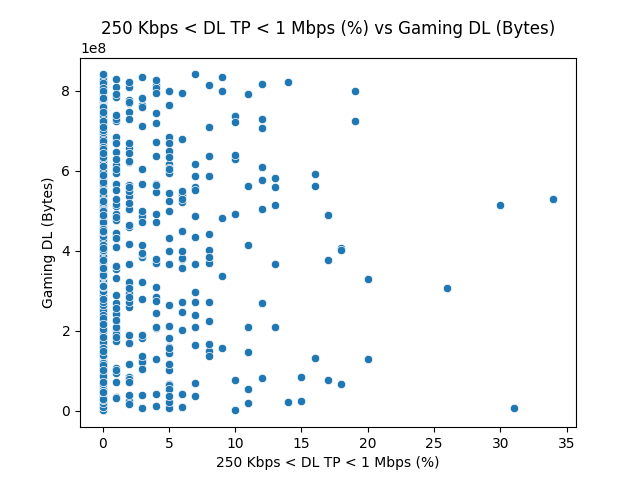 250 Kbps < DL TP < 1 Mbps (%) vs Gaming DL (Bytes)
1e8
8
6
4
2
0
Gaming DL (Bytes)
0 5 10 15 20 25 30 35
250 Kbps < DL TP < 1 Mbps (%)